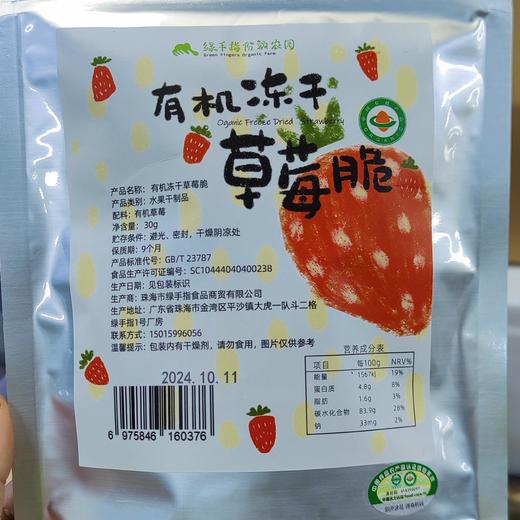 绿手指份额农园
Green Fingers Organic Farm
有机冻干
Oganic Freeze Dried Strawberry
草莓脆
产品名称：有机冻干草莓脆
产品类别：水果干制品
配料：有机草莓
净含量：30g
贮存条件：避光、密封，干燥阴凉处
保质期：9个月
产品标准代号：GB/T 23787
食品生产许可证编号：SC10444040400238
生产日期：见包装标识
生产商：珠海市绿手指食品商贸有限公司
地址：广东省珠海市金湾区平沙镇大虎一队斗二格
绿手指1号厂房
联系方式：15015996056
温馨提示：包装内有干燥剂，请勿食用，图片仅供参考
2024.10.11
6 975846 160376
营养成分表
项目 每100g NRV%
能量 1567kJ 19%
蛋白质 4.8g 8%
脂肪 1.6g 3%
碳水化合物 83.9g 28%
钠 33mg 2%